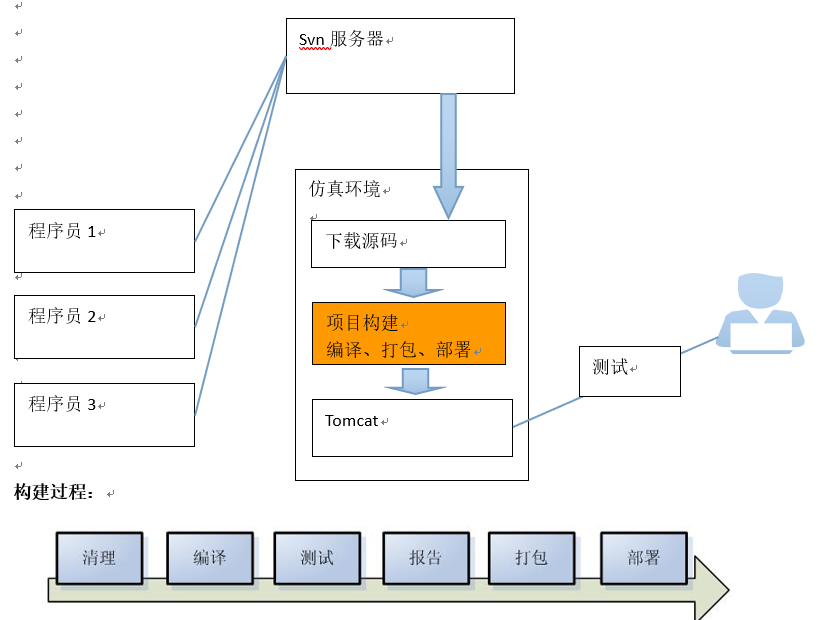 Svn 服务器
仿真环境
下载源码
程序员 1
程序员 2
程序员 3
项目构建
编译、打包、部署
Tomcat
测试
构建过程：
清理
编译
测试
报告
打包
部署